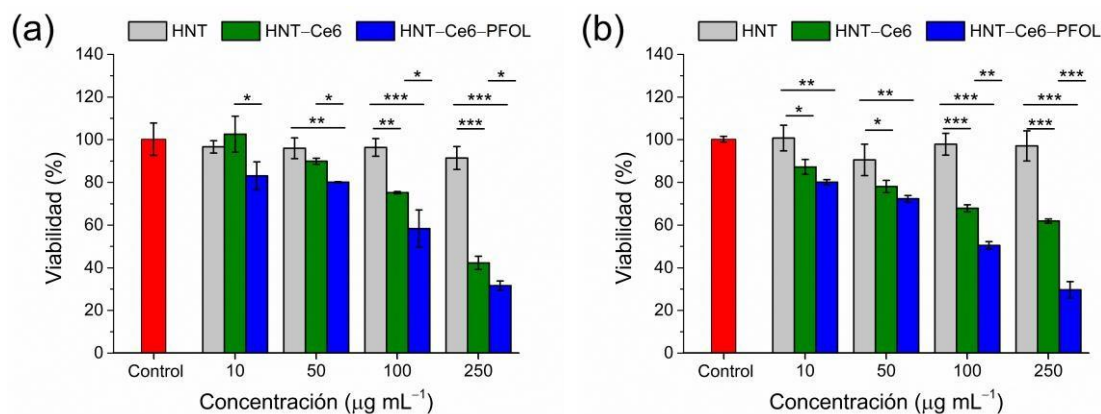 (a)
HNT HNT–Ce6 HNT–Ce6–PFOL
140
120
100
80
60
40
20
0
Viabilidad (%)
* * *** * *** *
** ** ***
Control 10 50 100 250
Concentración (μg mL⁻¹)
(b)
HNT HNT–Ce6 HNT–Ce6–PFOL
140
120
100
80
60
40
20
0
Viabilidad (%)
** ** *** ** *** ***
* * *** ***
Control 10 50 100 250
Concentración (μg mL⁻¹)